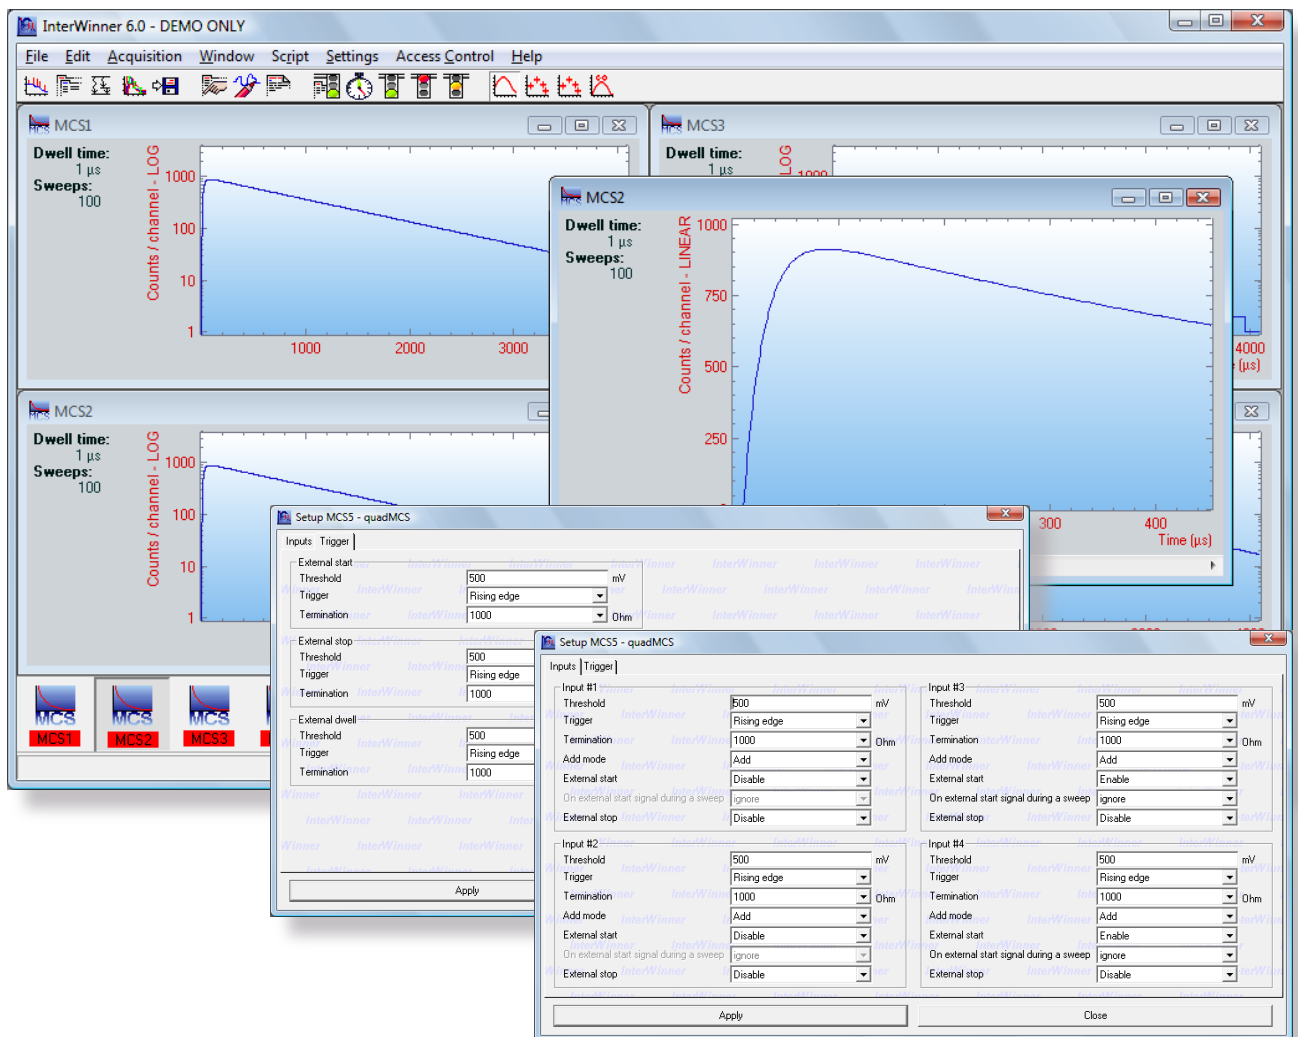 InterWinner 6.0 - DEMO ONLY
File Edit Acquisition Window Script Settings Access Control Help
MCS1
Dwell time:
1 µs
Sweeps:
100
Counts / channel - LOG
1000
100
10
1
1000 2000 3000
MCS3
Dwell time:
1 µs
LOG
1000
4000
(µs)
MCS2
Dwell time:
1 µs
Sweeps:
100
Counts / channel - LINEAR
1000
750
500
250
300 400
Time (µs)
MCS2
Dwell time:
1 µs
Sweeps:
100
Counts / channel - LOG
1000
100
10
1
MCS
MCS1
MCS
MCS2
MCS
MCS3
Setup MCS5 - quadMCS
Inputs Trigger
External start
Threshold 500 mV
Trigger Rising edge
Termination 1000 Ohm
External stop
Threshold 500
Trigger Rising edge
Termination 1000
External dwell
Threshold 500
Trigger Rising edge
Termination 1000
Apply
Setup MCS5 - quadMCS
Inputs Trigger
Input #1
Threshold 500 mV
Trigger Rising edge
Termination 1000 Ohm
Add mode Add
External start Disable
On external start signal during a sweep ignore
External stop Disable
Input #3
Threshold 500 mV
Trigger Rising edge
Termination 1000 Ohm
Add mode Add
External start Enable
On external start signal during a sweep ignore
External stop Disable
Input #2
Threshold 500 mV
Trigger Rising edge
Termination 1000 Ohm
Add mode Add
External start Disable
On external start signal during a sweep ignore
External stop Disable
Input #4
Threshold 500 mV
Trigger Rising edge
Termination 1000 Ohm
Add mode Add
External start Enable
On external start signal during a sweep ignore
External stop Disable
Apply Close